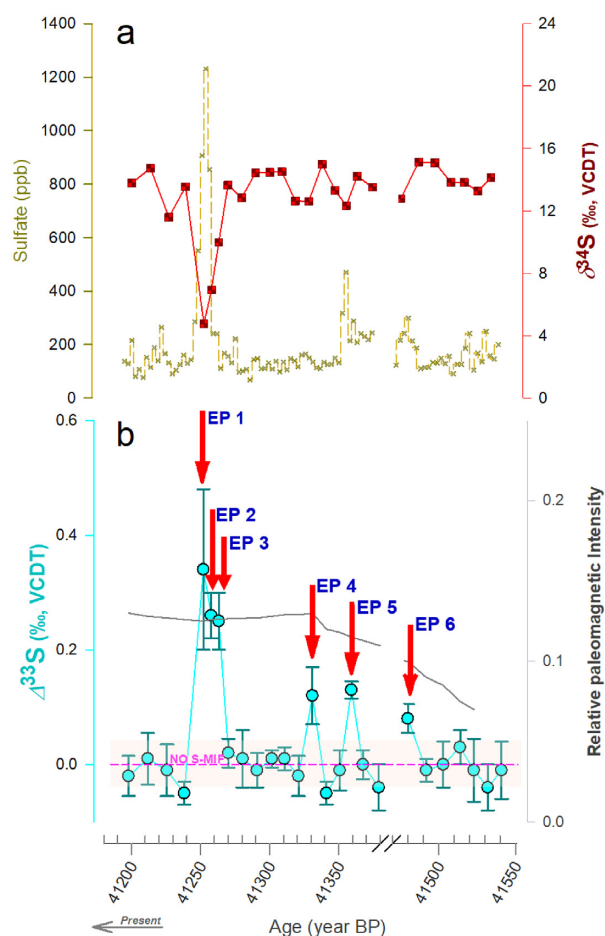 a
1400
1200
1000
800
600
400
200
0
Sulfate (ppb)
24
20
16
12
8
4
0
δ³⁴S (‰, VCDT)
b
0.6
0.4
0.2
0.0
Δ³³S (‰, VCDT)
EP 1
EP 2
EP 3
EP 4
EP 5
EP 6
NO S-MIF
0.2
0.1
0.0
Relative paleomagnetic Intensity
41200
41250
41300
41350
41500
41550
Present
Age (year BP)